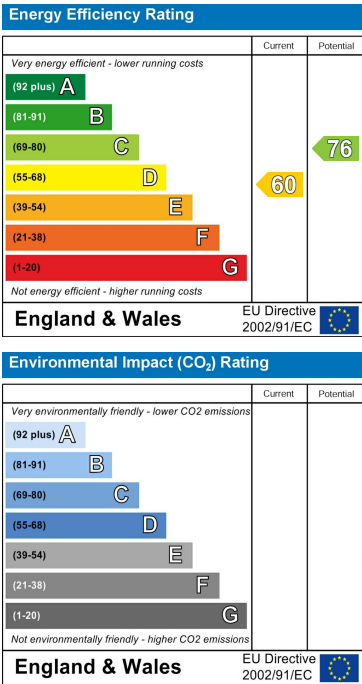 Energy Efficiency Rating
Current Potential
Very energy efficient - lower running costs
(92 plus) A
(81-91) B
(69-80) C
76
(55-68) D
60
(39-54) E
(21-38) F
(1-20) G
Not energy efficient - higher running costs
England & Wales
EU Directive
2002/91/EC
Environmental Impact (CO₂) Rating
Current Potential
Very environmentally friendly - lower CO2 emissions
(92 plus) A
(81-91) B
(69-80) C
(55-68) D
(39-54) E
(21-38) F
(1-20) G
Not environmentally friendly - higher CO2 emissions
England & Wales
EU Directive
2002/91/EC